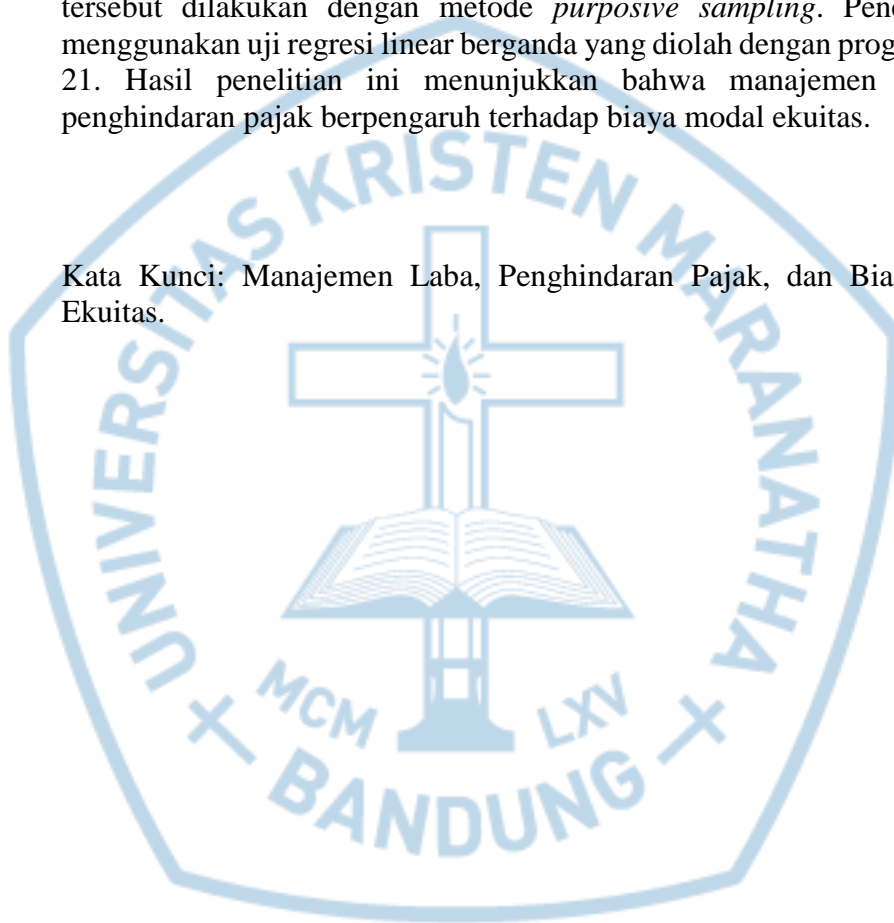 tersebut dilakukan dengan metode purposive sampling. Pene
menggunakan uji regresi linear berganda yang diolah dengan prog
21. Hasil penelitian ini menunjukkan bahwa manajemen
penghindaran pajak berpengaruh terhadap biaya modal ekuitas.
Kata Kunci: Manajemen Laba, Penghindaran Pajak, dan Bia
Ekuitas.
UNIVERSITAS KRISTEN MARANATHA
MCM LXV
BANDUNG